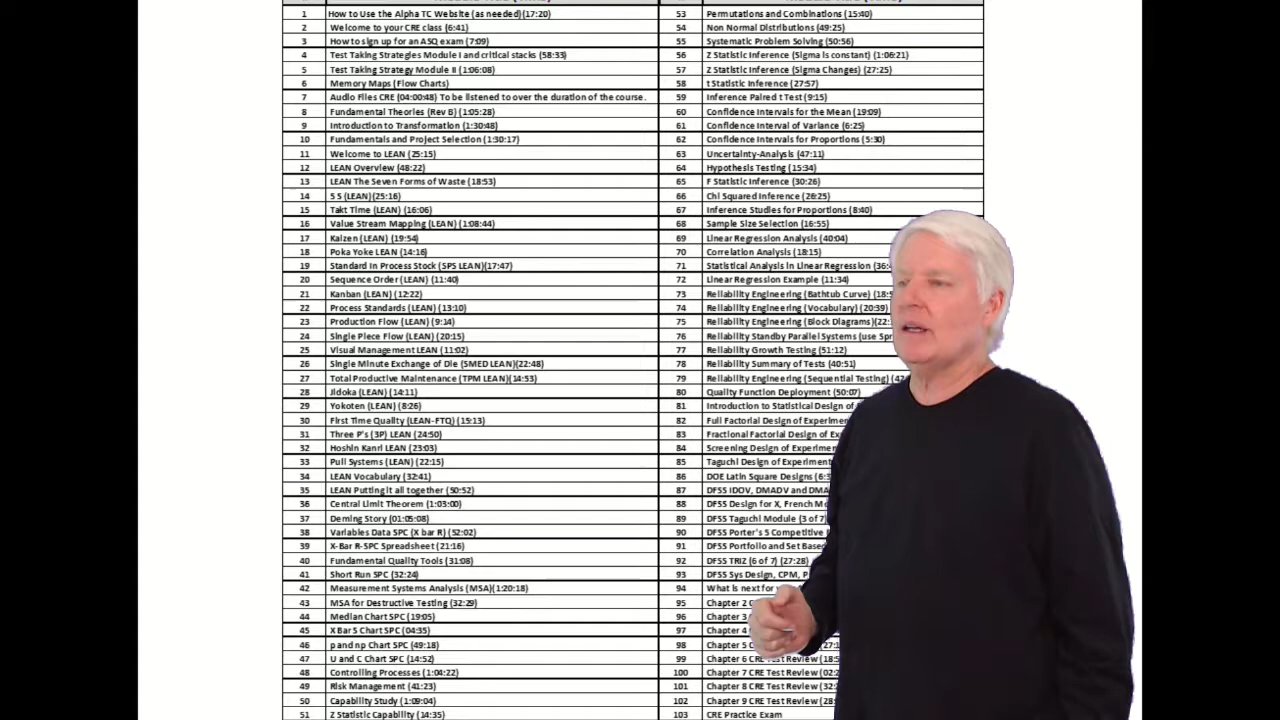 1 How to Use the Alpha TC Website (as needed)(17:20)
2 Welcome to your CRE class (6:41)
3 How to sign up for an ASQ exam (7:09)
4 Test Taking Strategies Module I and critical stacks (58:33)
5 Test Taking Strategy Module II (1:06:08)
6 Memory Maps (Flow Charts)
7 Audio Files CRE (04:00:48) To be listened to over the duration of the course.
8 Fundamental Theories (Rev B) (1:05:28)
9 Introduction to Transformation (1:30:48)
10 Fundamentals and Project Selection (1:30:17)
11 Welcome to LEAN (25:15)
12 LEAN Overview (48:22)
13 LEAN The Seven Forms of Waste (18:53)
14 5 S (LEAN)(25:16)
15 Takt Time (LEAN) (16:06)
16 Value Stream Mapping (LEAN) (1:08:44)
17 Kaizen (LEAN) (19:54)
18 Poka Yoke LEAN (14:16)
19 Standard In Process Stock (SPS LEAN)(17:47)
20 Sequence Order (LEAN) (11:40)
21 Kanban (LEAN) (12:22)
22 Process Standards (LEAN) (13:10)
23 Production Flow (LEAN) (9:14)
24 Single Piece Flow (LEAN) (20:15)
25 Visual Management LEAN (11:02)
26 Single Minute Exchange of Die (SMED LEAN)(22:48)
27 Total Productive Maintenance (TPM LEAN)(14:53)
28 Jidoka (LEAN) (14:11)
29 Yokoten (LEAN) (8:26)
30 First Time Quality (LEAN-FTQ) (15:13)
31 Three P's (3P) LEAN (24:50)
32 Hoshin Kanri LEAN (23:03)
33 Pull Systems (LEAN) (22:15)
34 LEAN Vocabulary (32:41)
35 LEAN Putting it all together (50:52)
36 Central Limit Theorem (1:03:00)
37 Deming Story (01:05:08)
38 Variables Data SPC (X bar R) (52:02)
39 X-Bar R-SPC Spreadsheet (21:16)
40 Fundamental Quality Tools (31:08)
41 Short Run SPC (32:24)
42 Measurement Systems Analysis (MSA)(1:20:18)
43 MSA for Destructive Testing (32:29)
44 Median Chart SPC (19:05)
45 X Bar S Chart SPC (04:35)
46 p and np Chart SPC (49:18)
47 U and C Chart SPC (14:52)
48 Controlling Processes (1:04:22)
49 Risk Management (41:23)
50 Capability Study (1:09:04)
51 Z Statistic Capability (14:35)
53 Permutations and Combinations (15:40)
54 Non Normal Distributions (49:25)
55 Systematic Problem Solving (50:56)
56 Z Statistic Inference (Sigma is constant) (1:06:21)
57 Z Statistic Inference (Sigma Changes) (27:25)
58 t Statistic Inference (27:57)
59 Inference Paired t Test (9:15)
60 Confidence Intervals for the Mean (19:09)
61 Confidence Interval of Variance (6:25)
62 Confidence Intervals for Proportions (5:30)
63 Uncertainty-Analysis (47:11)
64 Hypothesis Testing (15:34)
65 F Statistic Inference (30:26)
66 Chi Squared Inference (26:25)
67 Inference Studies for Proportions (8:40)
68 Sample Size Selection (16:55)
69 Linear Regression Analysis (40:04)
70 Correlation Analysis (18:15)
71 Statistical Analysis in Linear Regression (36:
72 Linear Regression Example (11:34)
73 Reliability Engineering (Bathtub Curve) (18:
74 Reliability Engineering (Vocabulary) (20:39)
75 Reliability Engineering (Block Diagrams)(22:
76 Reliability Standby Parallel Systems (use
77 Reliability Growth Testing (51:12)
78 Reliability Summary of Tests (40:51)
79 Reliability Engineering (Sequential Testing)
80 Quality Function Deployment (50:07)
81 Introduction to Statistical Design of
82 Full Factorial Design of
83 Fractional Factorial Design of
84 Screening Design of
85 Taguchi Design of
86 DOE Latin Square Designs (6:
87 DFSS IDOV, DMADV and
88 DFSS Design for X, French
89 DFSS Taguchi Module (3 of 7)
90 DFSS Porter's 5 Competitive
91 DFSS Portfolio and Set
92 DFSS TRIZ (6 of 7) (27:28)
93 DFSS Sys Design, CPM,
94 What is next for
95 Chapter 2
96 Chapter 3
97 Chapter 4
98 Chapter 5
99 Chapter 6 CRE Test Review (18:
100 Chapter 7 CRE Test Review (02:
101 Chapter 8 CRE Test Review (32:
102 Chapter 9 CRE Test Review (28:
103 CRE Practice Exam